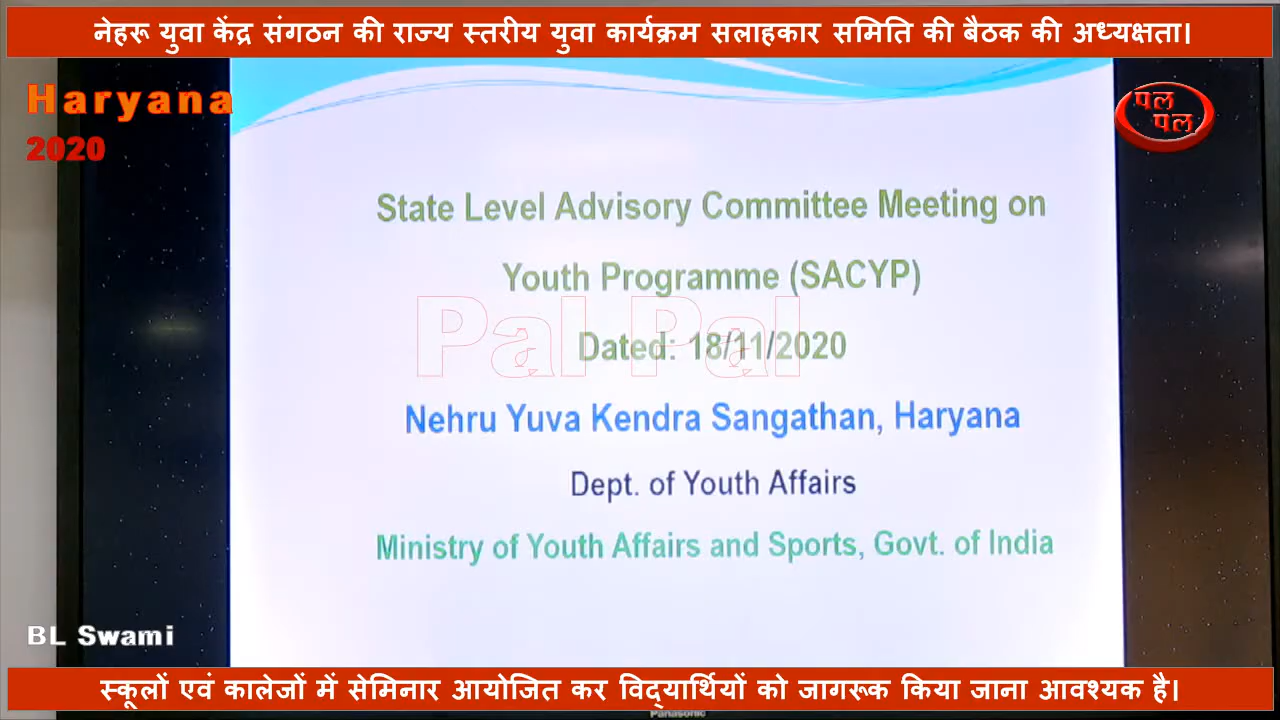 नेहरू युवा केंद्र संगठन की राज्य स्तरीय युवा कार्यक्रम सलाहकार समिति की बैठक की अध्यक्षता।
Haryana
2020
पल
पल
State Level Advisory Committee Meeting on
Youth Programme (SACYP)
Pal Pal
Dated: 18/11/2020
Nehru Yuva Kendra Sangathan, Haryana
Dept. of Youth Affairs
Ministry of Youth Affairs and Sports, Govt. of India
BL Swami
स्कूलों एवं कालेजों में सेमिनार आयोजित कर विद्यार्थियों को जागरूक किया जाना आवश्यक है।
Panasonic